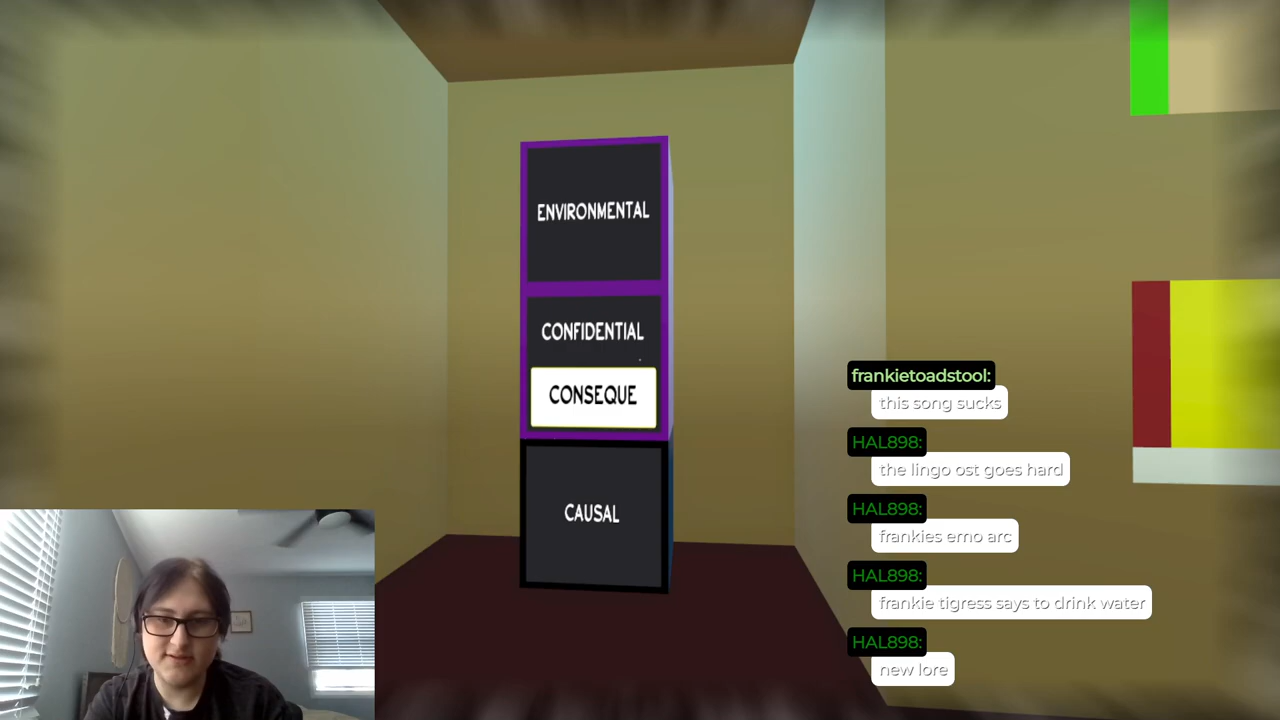 ENVIRONMENTAL
CONFIDENTIAL
CONSEQUE
CAUSAL
frankietoadstool:
this song sucks
HAL898:
the lingo ost goes hard
HAL898:
frankies emo arc
HAL898:
frankie tigress says to drink water
HAL898:
new lore